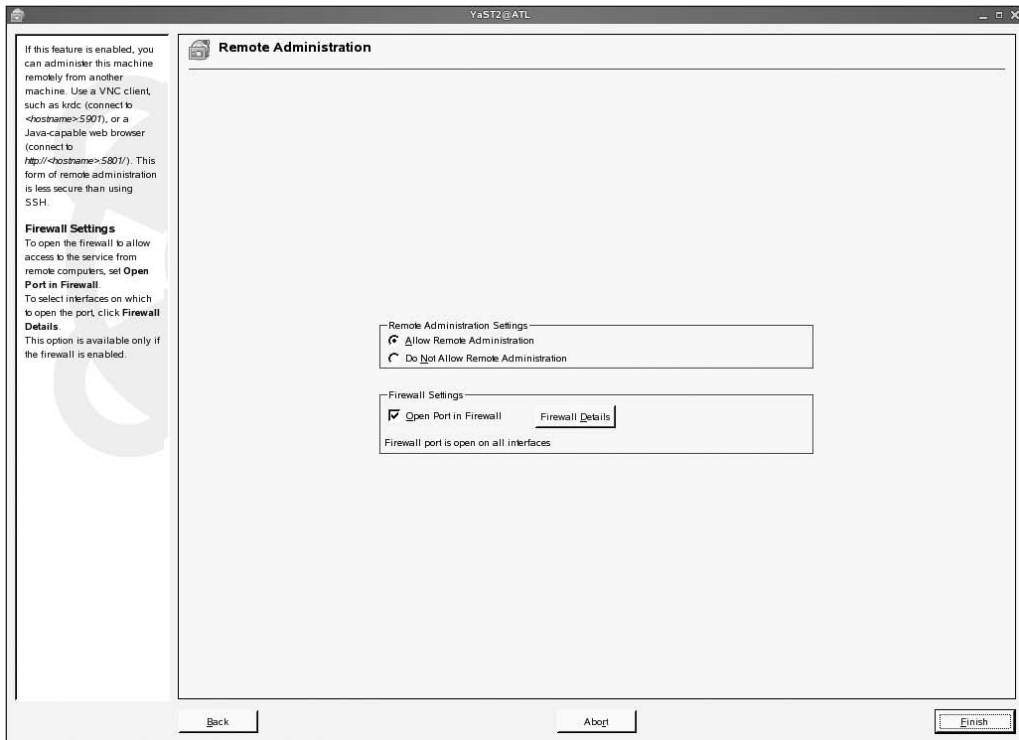 YaST2@ATL
If this feature is enabled, you
can administer this machine
remotely from another
machine. Use a VNC client,
such as krdc (connect to
<hostname>:5901), or a
Java-capable web browser
(connect to
http://<hostname>:5801/). This
form of remote administration
is less secure than using
SSH.
Firewall Settings
To open the firewall to allow
access to the service from
remote computers, set Open
Port in Firewall.
To select interfaces on which
to open the port, click Firewall
Details.
This option is available only if
the firewall is enabled.
Remote Administration
Remote Administration Settings
Allow Remote Administration
Do Not Allow Remote Administration
Firewall Settings
Open Port in Firewall
Firewall Details
Firewall port is open on all interfaces
Back
Abort
Finish